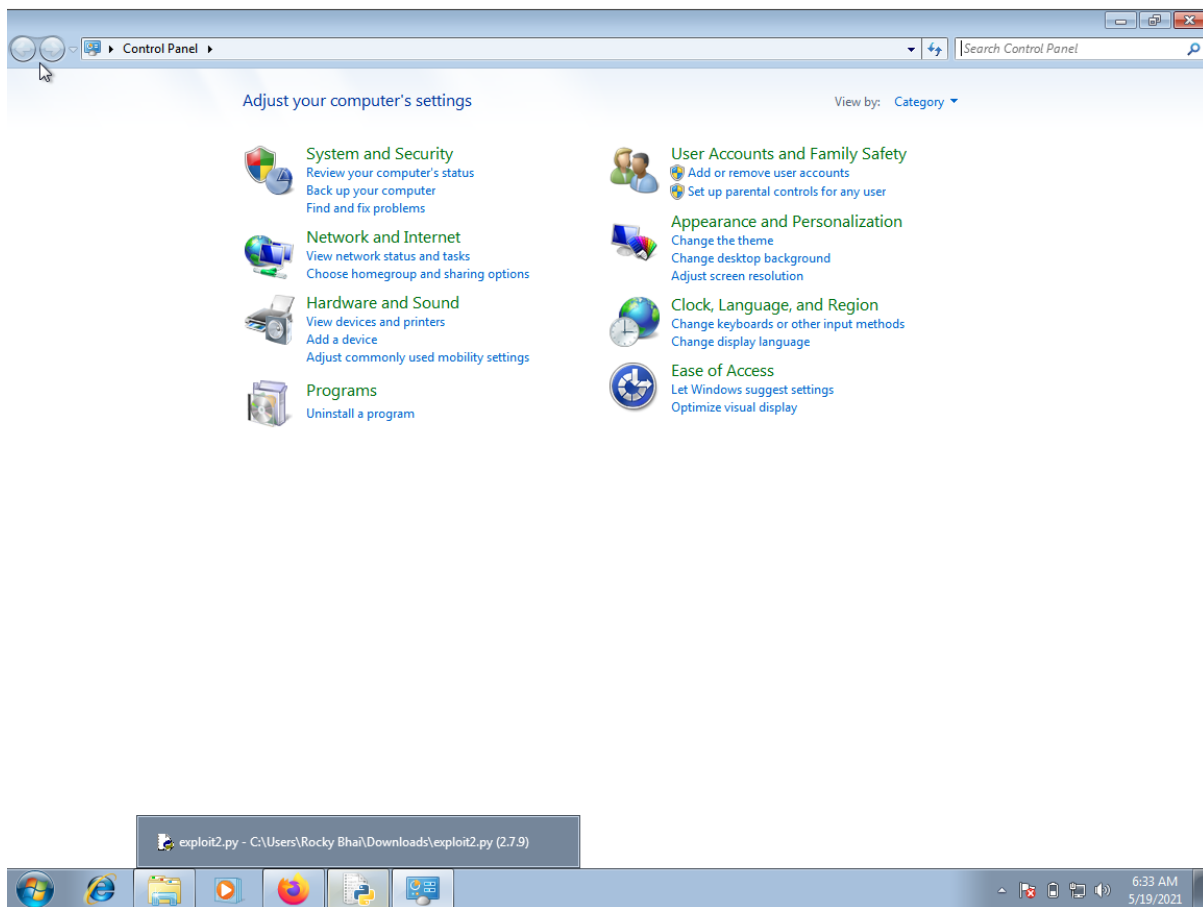 Control Panel
Search Control Panel
Adjust your computer's settings
View by: Category
System and Security
Review your computer's status
Back up your computer
Find and fix problems
Network and Internet
View network status and tasks
Choose homegroup and sharing options
Hardware and Sound
View devices and printers
Add a device
Adjust commonly used mobility settings
Programs
Uninstall a program
User Accounts and Family Safety
Add or remove user accounts
Set up parental controls for any user
Appearance and Personalization
Change the theme
Change desktop background
Adjust screen resolution
Clock, Language, and Region
Change keyboards or other input methods
Change display language
Ease of Access
Let Windows suggest settings
Optimize visual display
exploit2.py - C:\Users\Rocky Bhai\Downloads\exploit2.py (2.7.9)
6:33 AM
5/19/2021